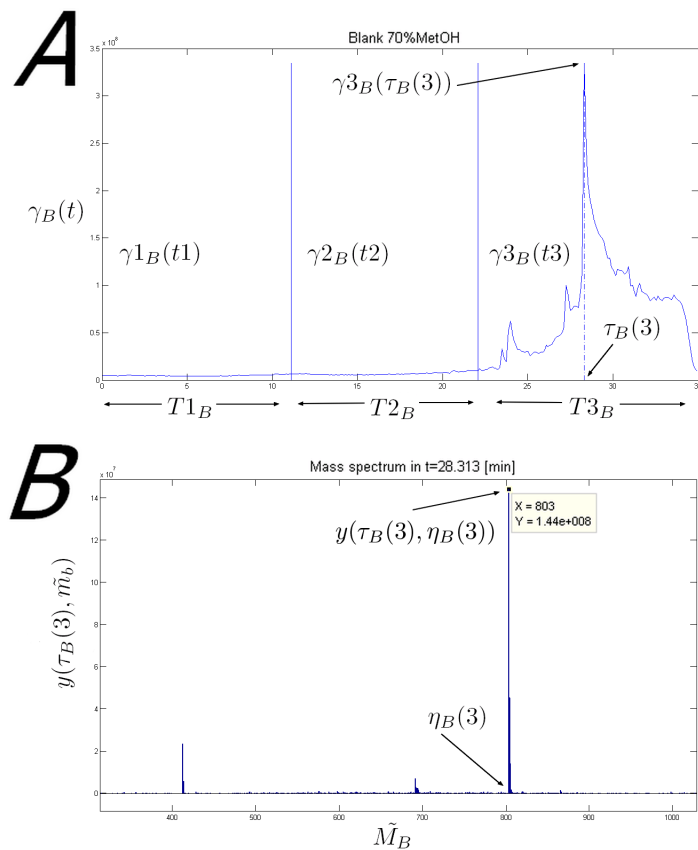 A
Blank 70%MetOH
x 10^8
3.5
3
2.5
2
1.5
1
0.5
0
γ_B(t)
γ3_B(τ_B(3))
γ1_B(t1)
γ2_B(t2)
γ3_B(t3)
τ_B(3)
0 5 10 15 20 25 30 35
T1_B T2_B T3_B
B
Mass spectrum in t=28.313 [min]
x 10^7
14
12
10
8
6
4
2
0
y(τ_B(3), m̃_b)
y(τ_B(3), η_B(3))
X = 803
Y = 1.44e+008
η_B(3)
400 500 600 700 800 900 1000
M̃_B